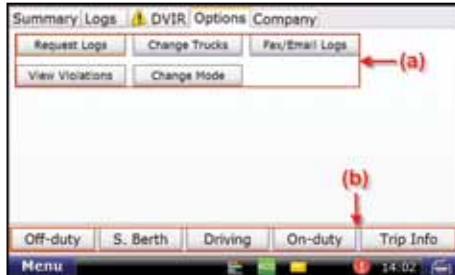 Summary Logs DVIR Options Company
Request Logs Change Trucks Fax/Email Logs
(a)
View Violations Change Mode
(b)
Off-duty S. Berth Driving On-duty Trip Info
Menu 14:02